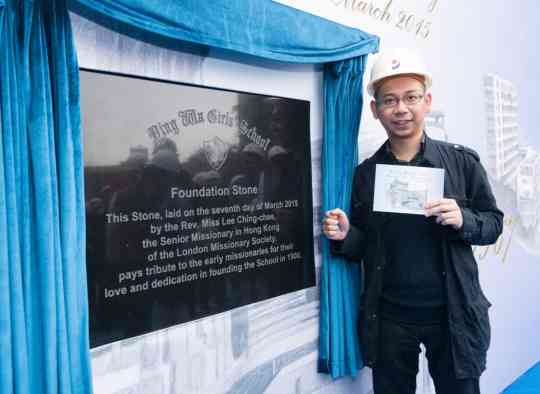 March 2015
Ying Wa Girls' School
Foundation Stone
This Stone, laid on the seventh day of March 2015
by the Rev. Miss Lee Ching-chee,
the Senior Missionary in Hong Kong
of the London Missionary Society,
pays tribute to the early missionaries for their
love and dedication in founding the School in 1900.